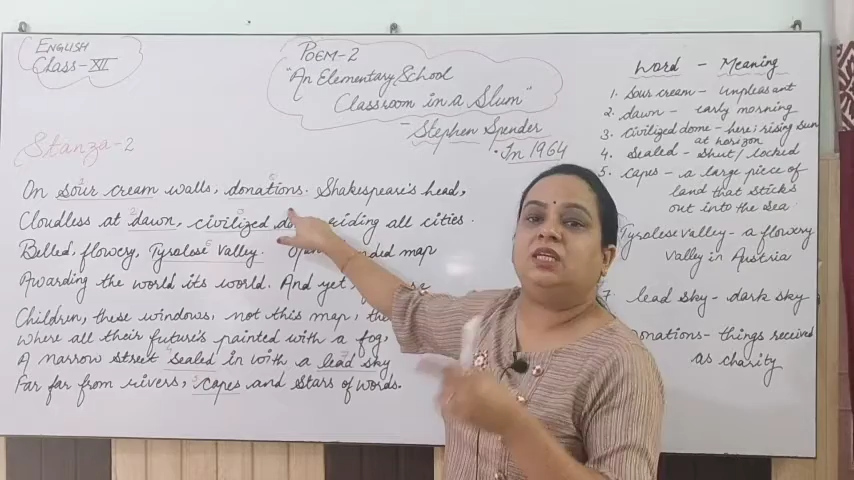 ENGLISH
Class-XII
POEM-2
"An Elementary School
Classroom in a Slum"
- Stephen Spender
• In 1964
Stanza-2
On sour cream walls, donations. Shakespeare's head,
Cloudless at dawn, civilized riding all cities.
Belled, flowery, Tyrolese valley. map
Awarding the world its world. And yet,
Children, these windows, not this map,
where all their future's painted with a fog,
A narrow street sealed in with a lead sky
Far far from rivers, capes and stars of words.
Word - Meaning
1. Sour cream - unpleasant
2. dawn - early morning
3. Civilized dome - here; rising sun
at horizon
4. Sealed - Shut/locked
5. capes - a large piece of
land that sticks
out into the sea
Tyrolese valley - a flowery
valley in Austria
7. lead sky - dark sky
donations - things received
as charity